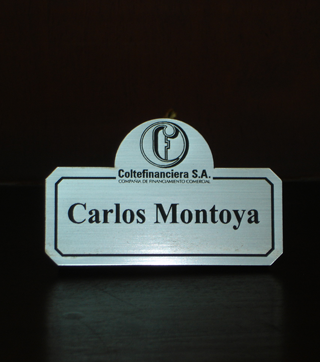 Coltefinanciera S.A.
COMPAÑIA DE FINANCIAMIENTO COMERCIAL
Carlos Montoya